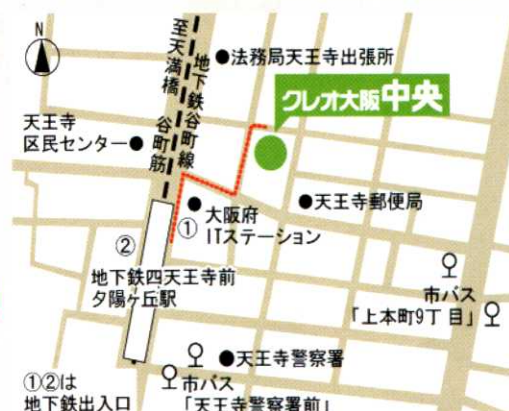 N
至天満橋
地下鉄谷町線
谷町筋
●法務局天王寺出張所
クレオ大阪中央
天王寺
区民センター●
●天王寺郵便局
①
●大阪府
ITステーション
②
地下鉄四天王寺前
夕陽ヶ丘駅
市バス
「上本町9丁目」
●天王寺警察署
市バス
「天王寺警察署前」
①②は
地下鉄出入口